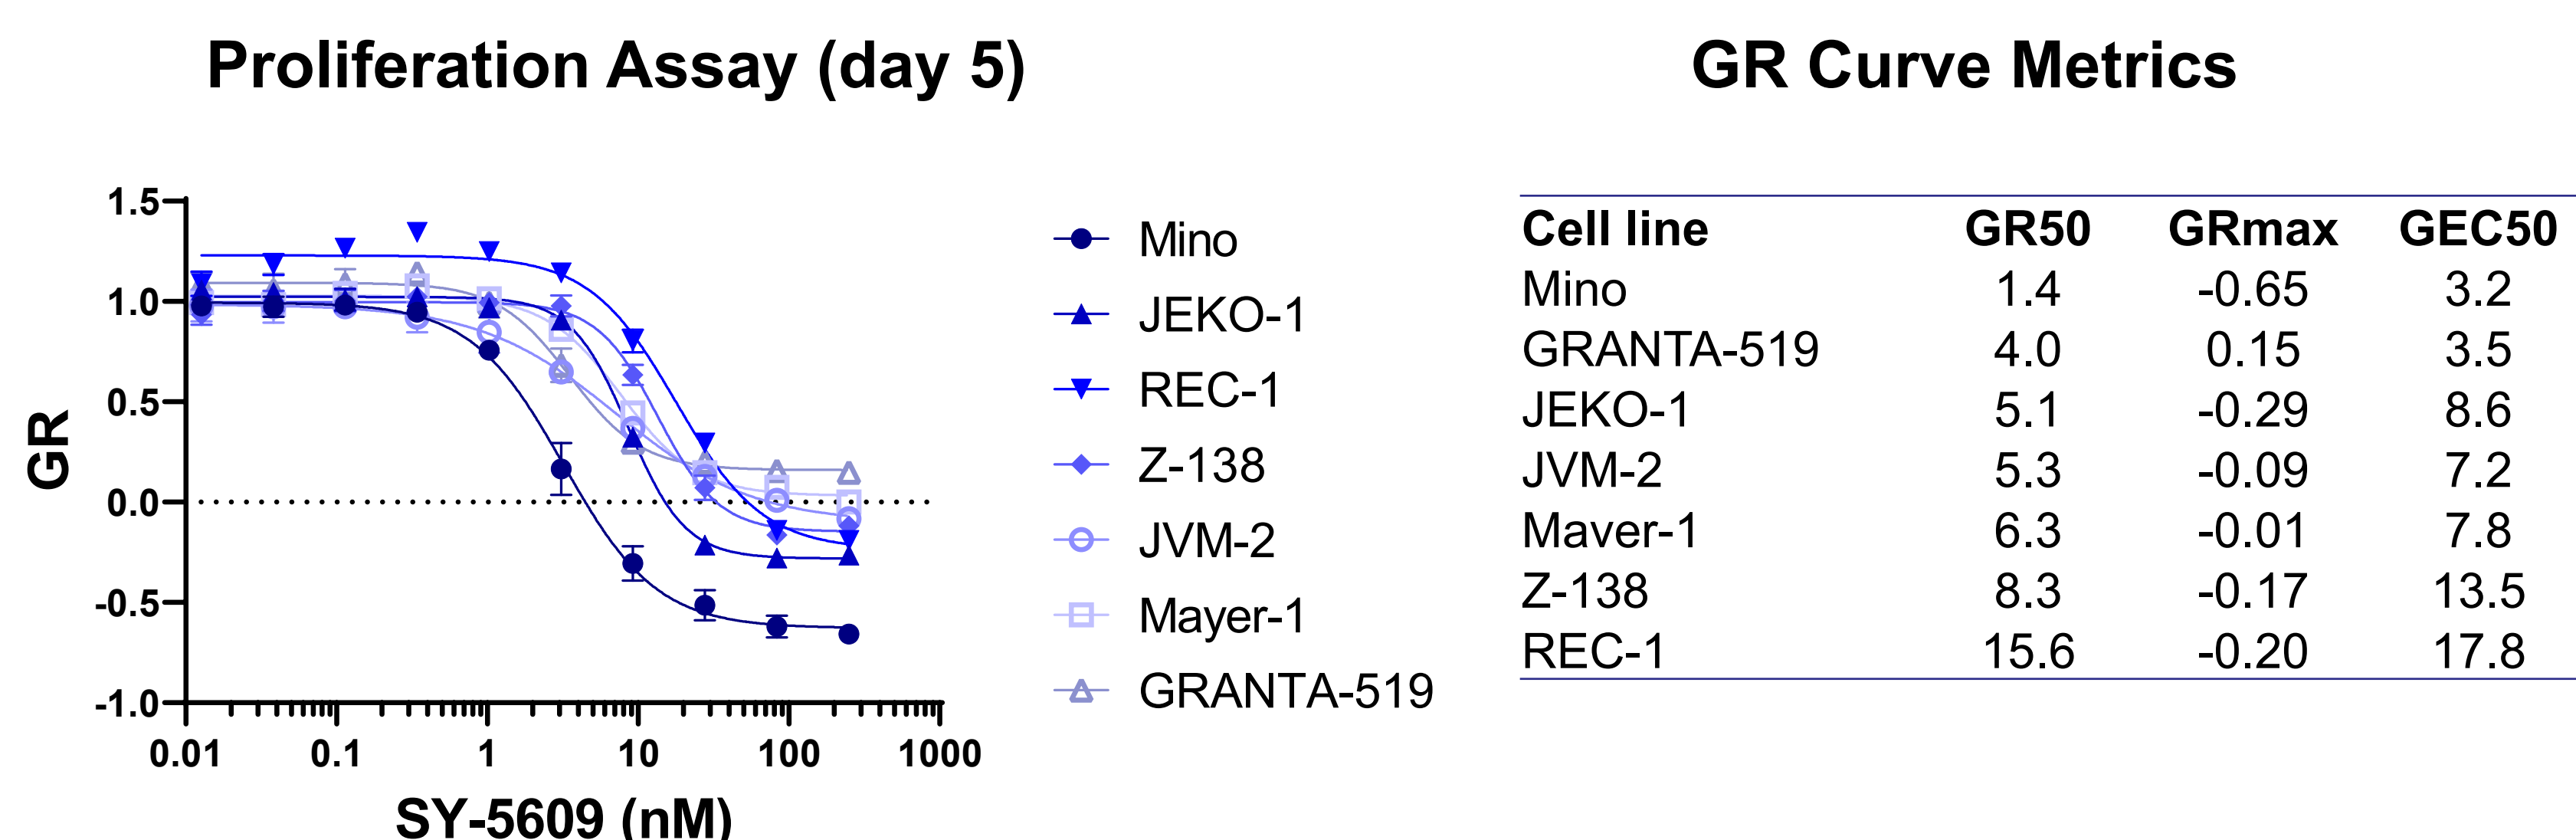 Proliferation Assay (day 5)
GR Curve Metrics
GR
1.5
1.0
0.5
0.0
-0.5
-1.0
0.01 0.1 1 10 100 1000
SY-5609 (nM)
Mino
JEKO-1
REC-1
Z-138
JVM-2
Mayer-1
GRANTA-519
Cell line GR50 GRmax GEC50
Mino 1.4 -0.65 3.2
GRANTA-519 4.0 0.15 3.5
JEKO-1 5.1 -0.29 8.6
JVM-2 5.3 -0.09 7.2
Maver-1 6.3 -0.01 7.8
Z-138 8.3 -0.17 13.5
REC-1 15.6 -0.20 17.8